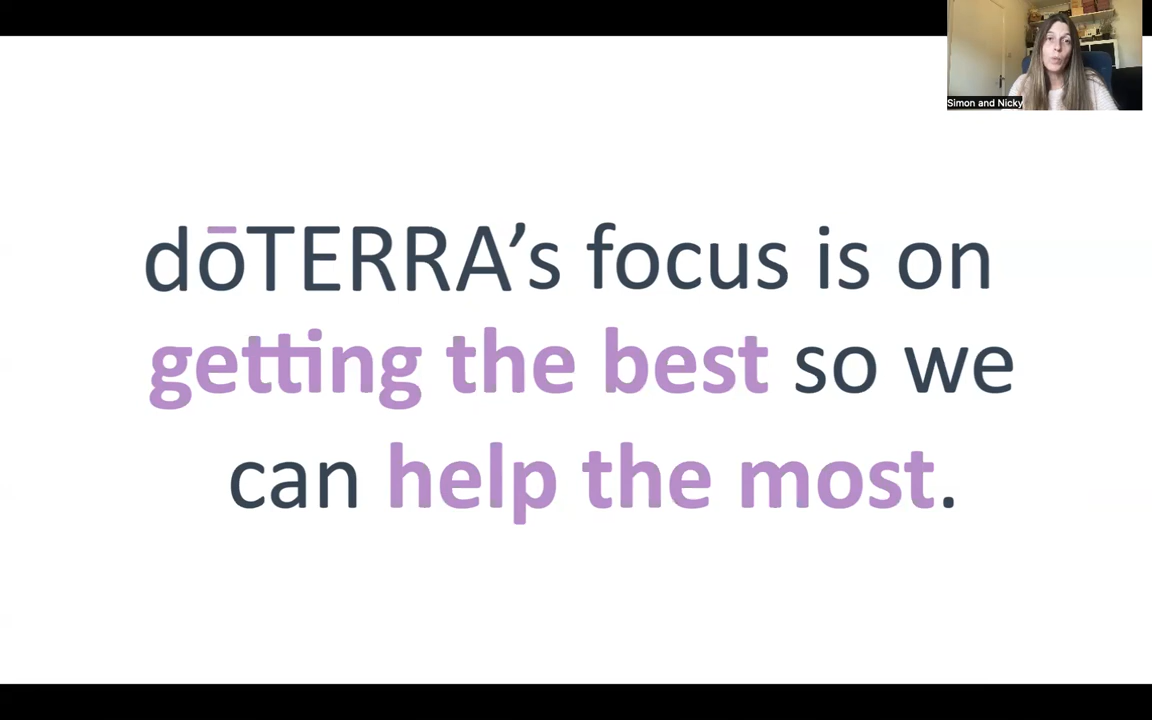 Simon and Nicky
dōTERRA’s focus is on
getting the best so we
can help the most.